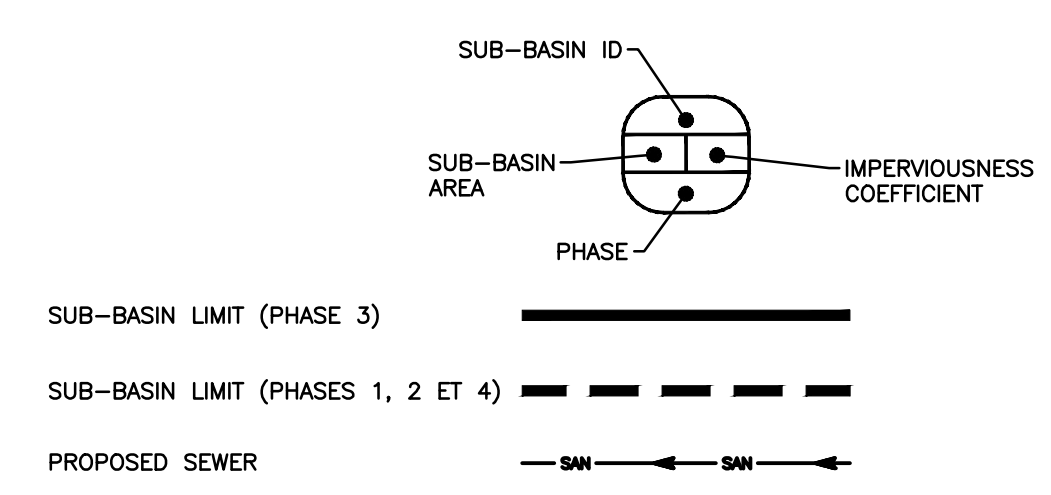 SUB-BASIN ID
SUB-BASIN
AREA
IMPERVIOUSNESS
COEFFICIENT
PHASE
SUB-BASIN LIMIT (PHASE 3)
SUB-BASIN LIMIT (PHASES 1, 2 ET 4)
PROPOSED SEWER SAN SAN